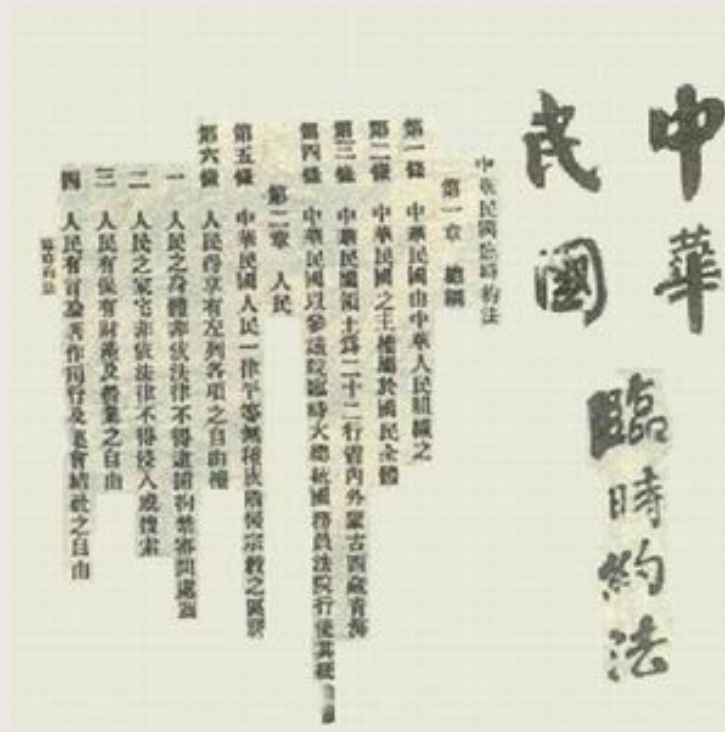 中華
民國
臨時約法
中華民國臨時約法
第一章 總綱
第一條 中華民國由中華人民組織之
第二條 中華民國之主權屬於國民全體
第三條 中華民國領土爲二十二行省內外蒙古西藏青海
第四條 中華民國以參議院臨時大總統國務員法院行使其統
第二章 人民
第五條 中華民國人民一律平等無種族階級宗教之區別
第六條 人民得享有左列各項之自由權
一 人民之身體非依法律不得逮捕拘禁審問處罰
二 人民之家宅非依法律不得侵入或搜索
三 人民有保有財產及營業之自由
四 人民有言論著作刊行及集會結社之自由
臨時約法